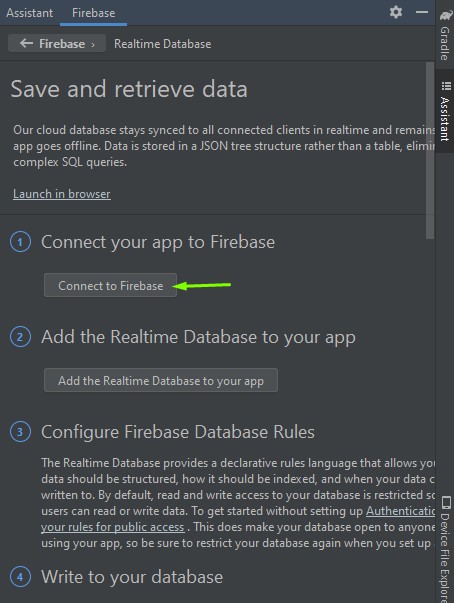 Assistant Firebase
Firebase › Realtime Database
Save and retrieve data
Our cloud database stays synced to all connected clients in realtime and remains
app goes offline. Data is stored in a JSON tree structure rather than a table,
complex SQL queries.
Launch in browser
1 Connect your app to Firebase
Connect to Firebase
2 Add the Realtime Database to your app
Add the Realtime Database to your app
3 Configure Firebase Database Rules
The Realtime Database provides a declarative rules language that allows you
data should be structured, how it should be indexed, and when your data
written to. By default, read and write access to your database is restricted
users can read or write data. To get started without setting up
your rules for public access . This does make your database open to anyone
using your app, so be sure to restrict your database again when you set up
4 Write to your database
Gradle
Assistant
Device File Explorer